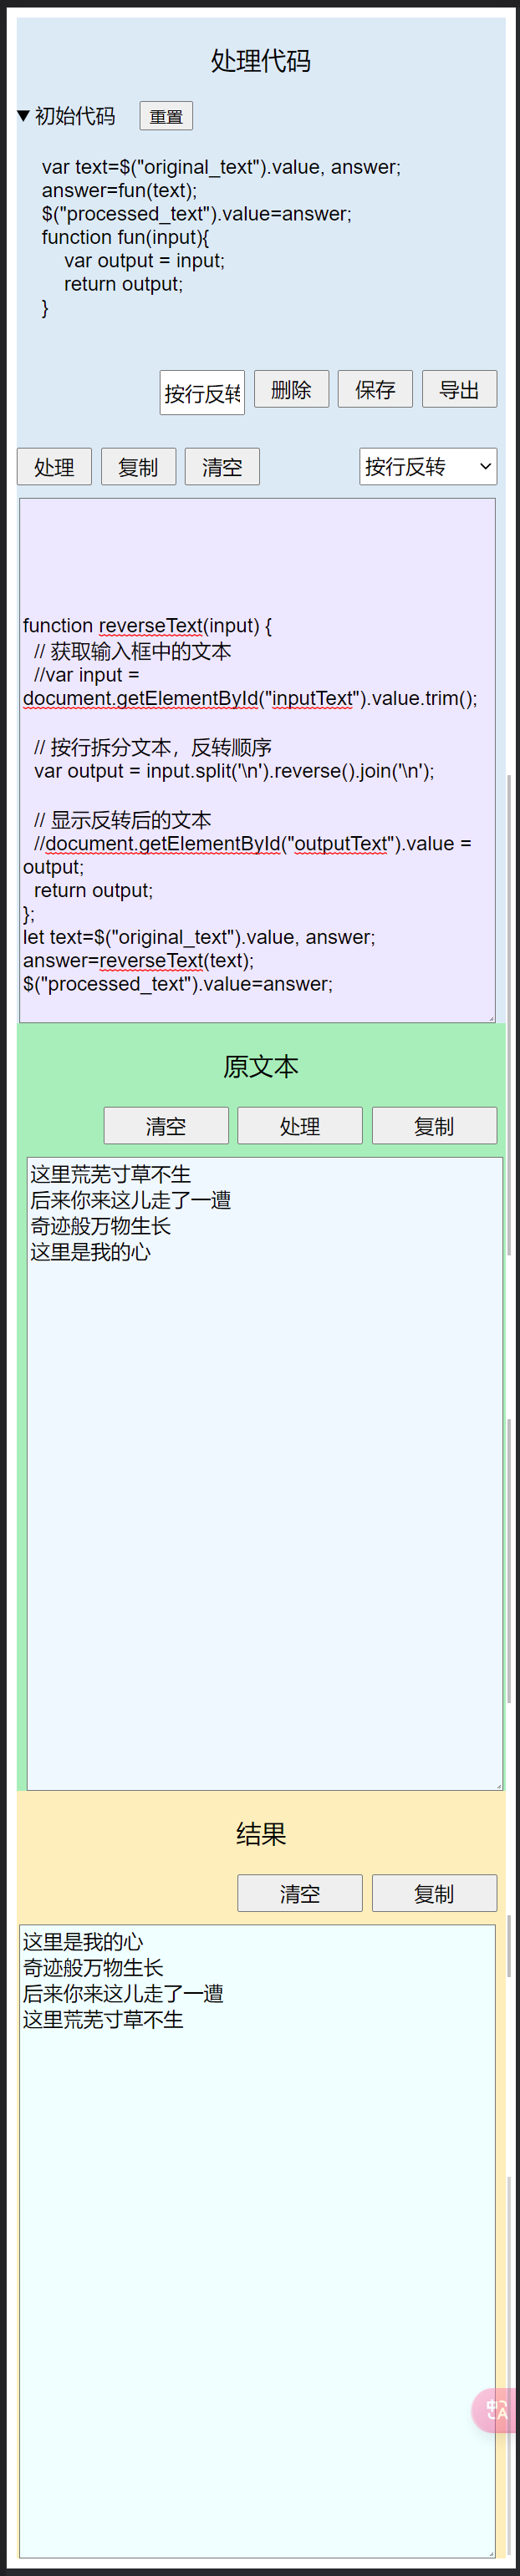 处理代码
初始代码 重置
var text=$("original_text").value, answer;
answer=fun(text);
$("processed_text").value=answer;
function fun(input){
    var output = input;
    return output;
}
按行反转 删除 保存 导出
处理 复制 清空 按行反转
function reverseText(input) {
  // 获取输入框中的文本
  //var input =
document.getElementById("inputText").value.trim();
  // 按行拆分文本，反转顺序
  var output = input.split('\n').reverse().join('\n');
  // 显示反转后的文本
  //document.getElementById("outputText").value =
output;
  return output;
};
let text=$("original_text").value, answer;
answer=reverseText(text);
$("processed_text").value=answer;
原文本
清空 处理 复制
这里荒芜寸草不生
后来你来这儿走了一遭
奇迹般万物生长
这里是我的心
结果
清空 复制
这里是我的心
奇迹般万物生长
后来你来这儿走了一遭
这里荒芜寸草不生